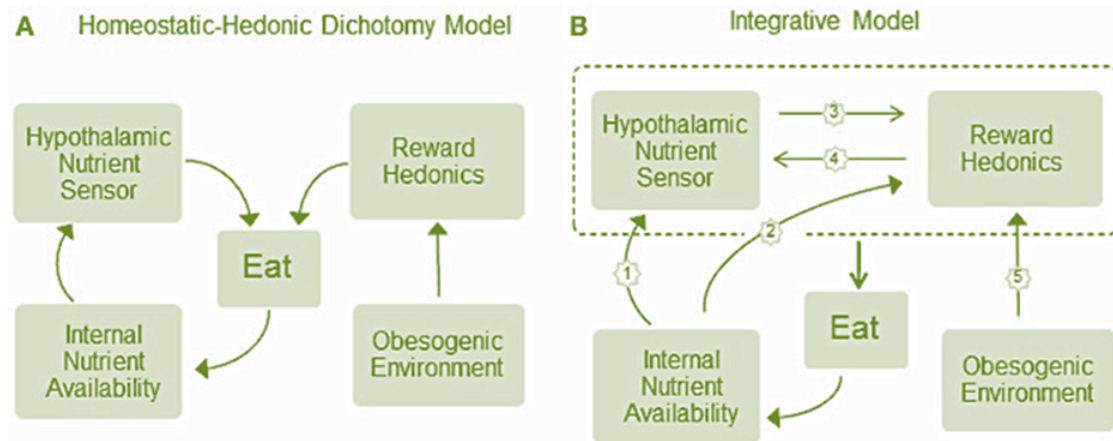 A Homeostatic-Hedonic Dichotomy Model
Hypothalamic
Nutrient
Sensor
Reward
Hedonics
Eat
Internal
Nutrient
Availability
Obesogenic
Environment
B Integrative Model
Hypothalamic
Nutrient
Sensor
3
4
Reward
Hedonics
2
1
5
Eat
Internal
Nutrient
Availability
Obesogenic
Environment